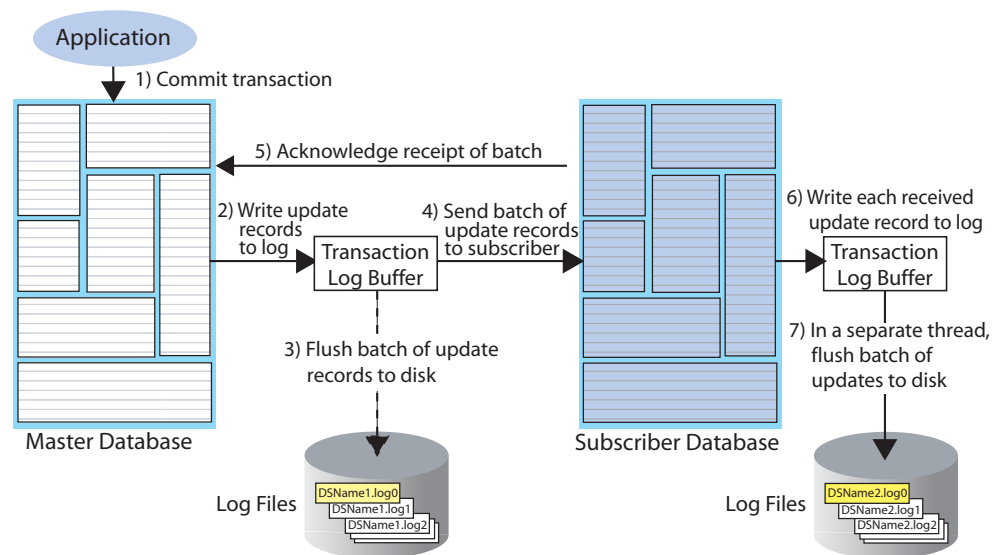 Application
1) Commit transaction
5) Acknowledge receipt of batch
2) Write update
records
to log
4) Send batch of
update records
to subscriber
6) Write each received
update record to log
Transaction
Log Buffer
Transaction
Log Buffer
3) Flush batch of update
records to disk
7) In a separate thread,
flush batch of
updates to disk
Master Database
Subscriber Database
Log Files
DSName1.log0
DSName1.log1
DSName1.log2
Log Files
DSName2.log0
DSName2.log1
DSName2.log2